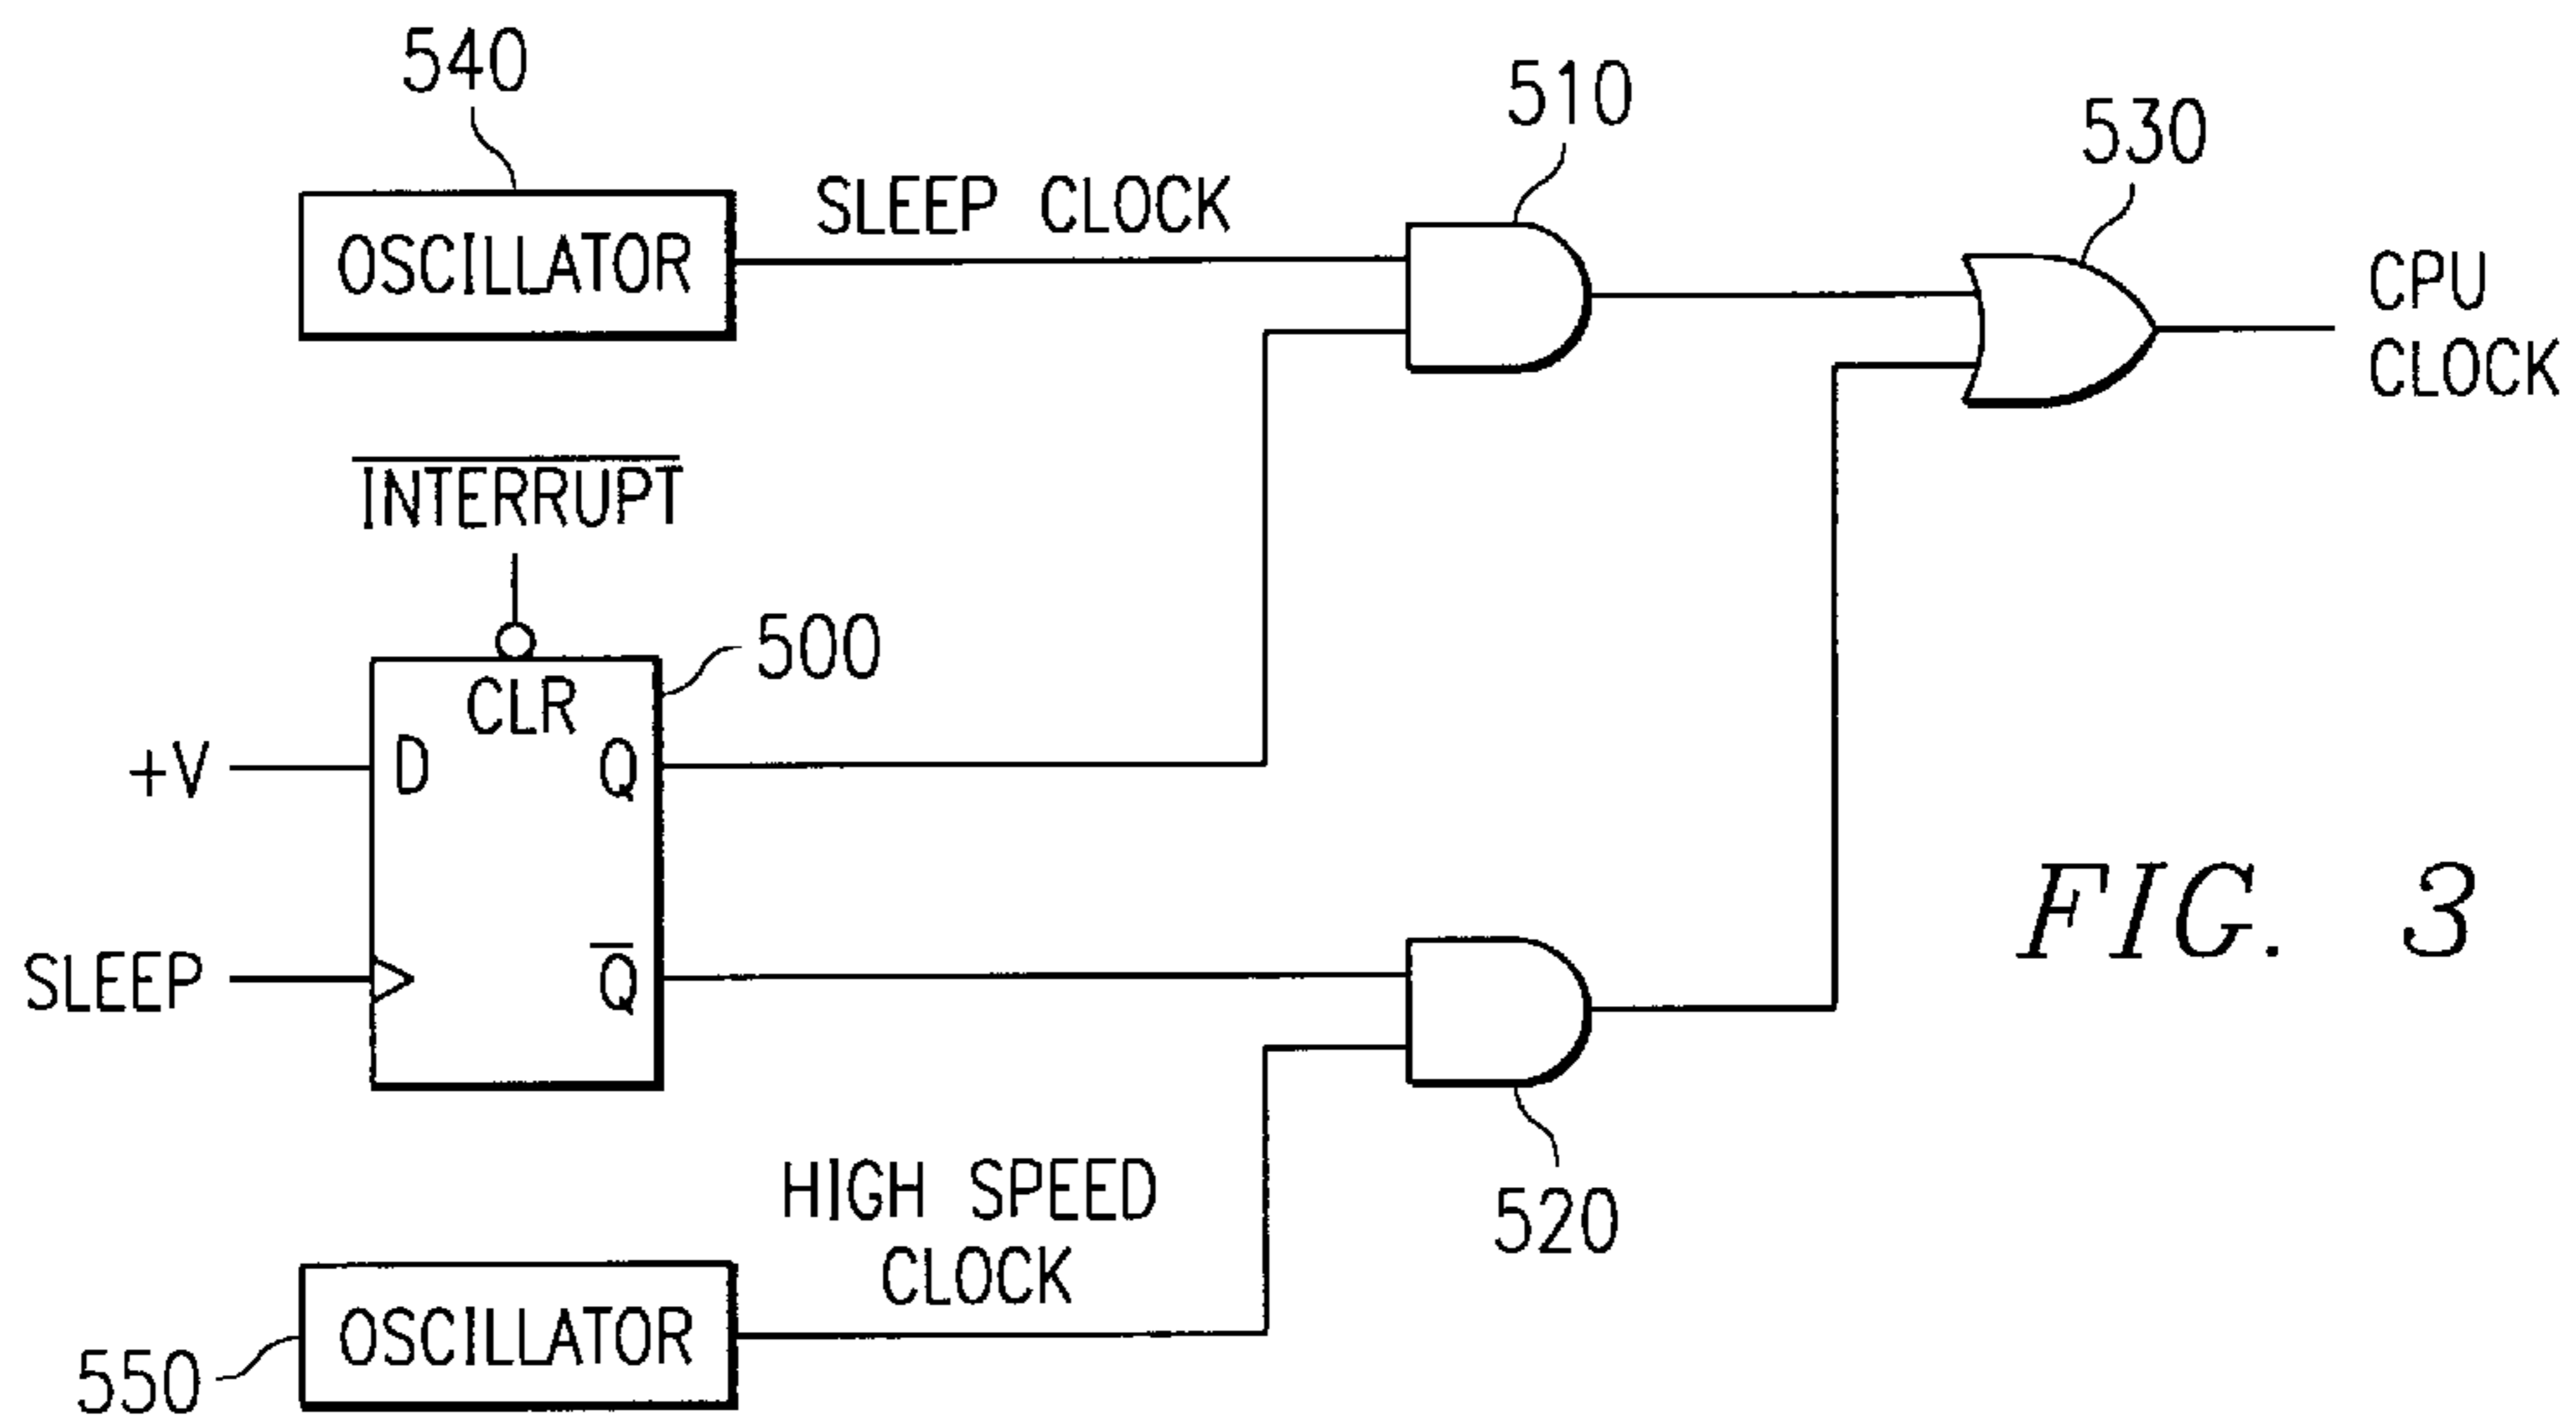 540
510
530
SLEEP CLOCK
OSCILLATOR
CPU
CLOCK
INTERRUPT
500
CLR
+V
D
Q
FIG. 3
SLEEP
Q̅
HIGH SPEED
CLOCK
520
OSCILLATOR
550